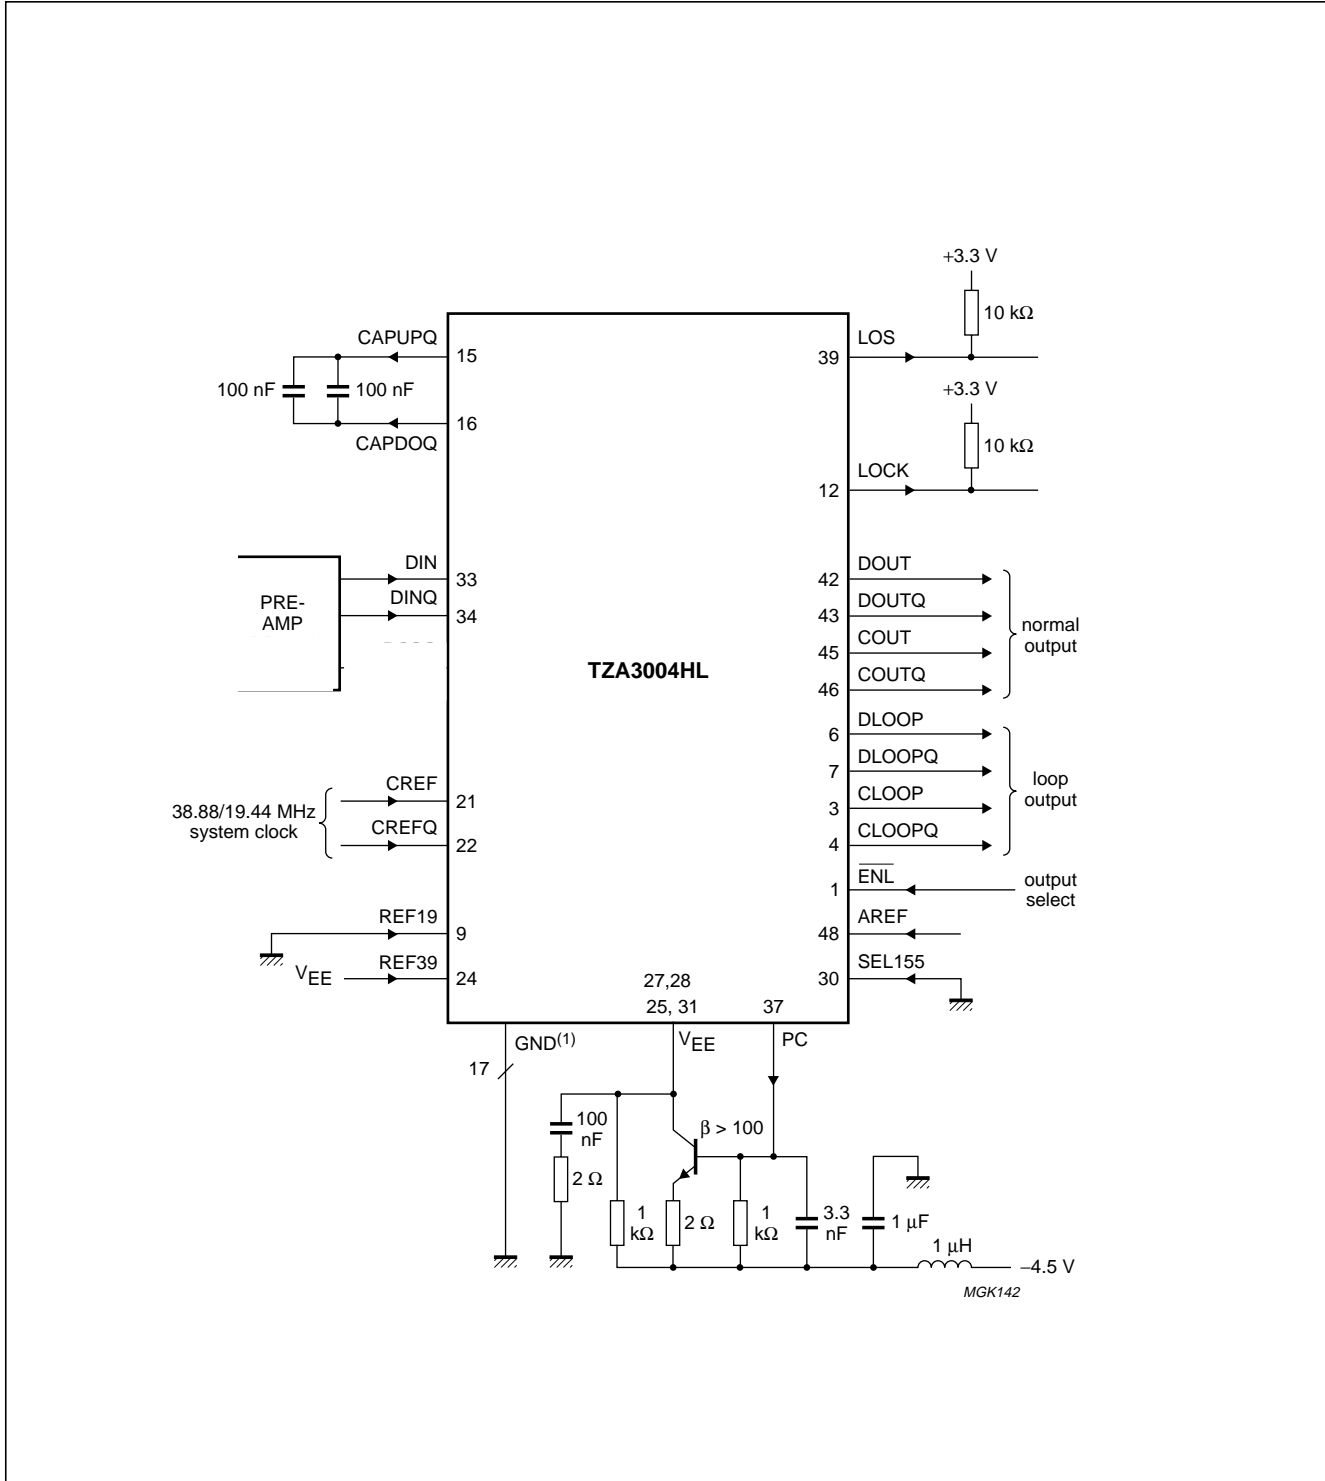 +3.3 V
10 kΩ
CAPUPQ
15
39
LOS
100 nF
100 nF
+3.3 V
16
CAPDOQ
10 kΩ
12
LOCK
PRE-
AMP
DIN
33
DINQ
34
TZA3004HL
42
DOUT
43
DOUTQ
45
COUT
46
COUTQ
normal
output
6
DLOOP
7
DLOOPQ
3
CLOOP
4
CLOOPQ
loop
output
38.88/19.44 MHz
system clock
CREF
21
CREFQ
22
1
ENL
output
select
REF19
9
48
AREF
VEE
REF39
24
30
SEL155
27,28
25, 31
37
GND(1)
17
VEE
PC
100
nF
2 Ω
β > 100
1
kΩ
2 Ω
1
kΩ
3.3
nF
1 μF
1 μH
−4.5 V
MGK142